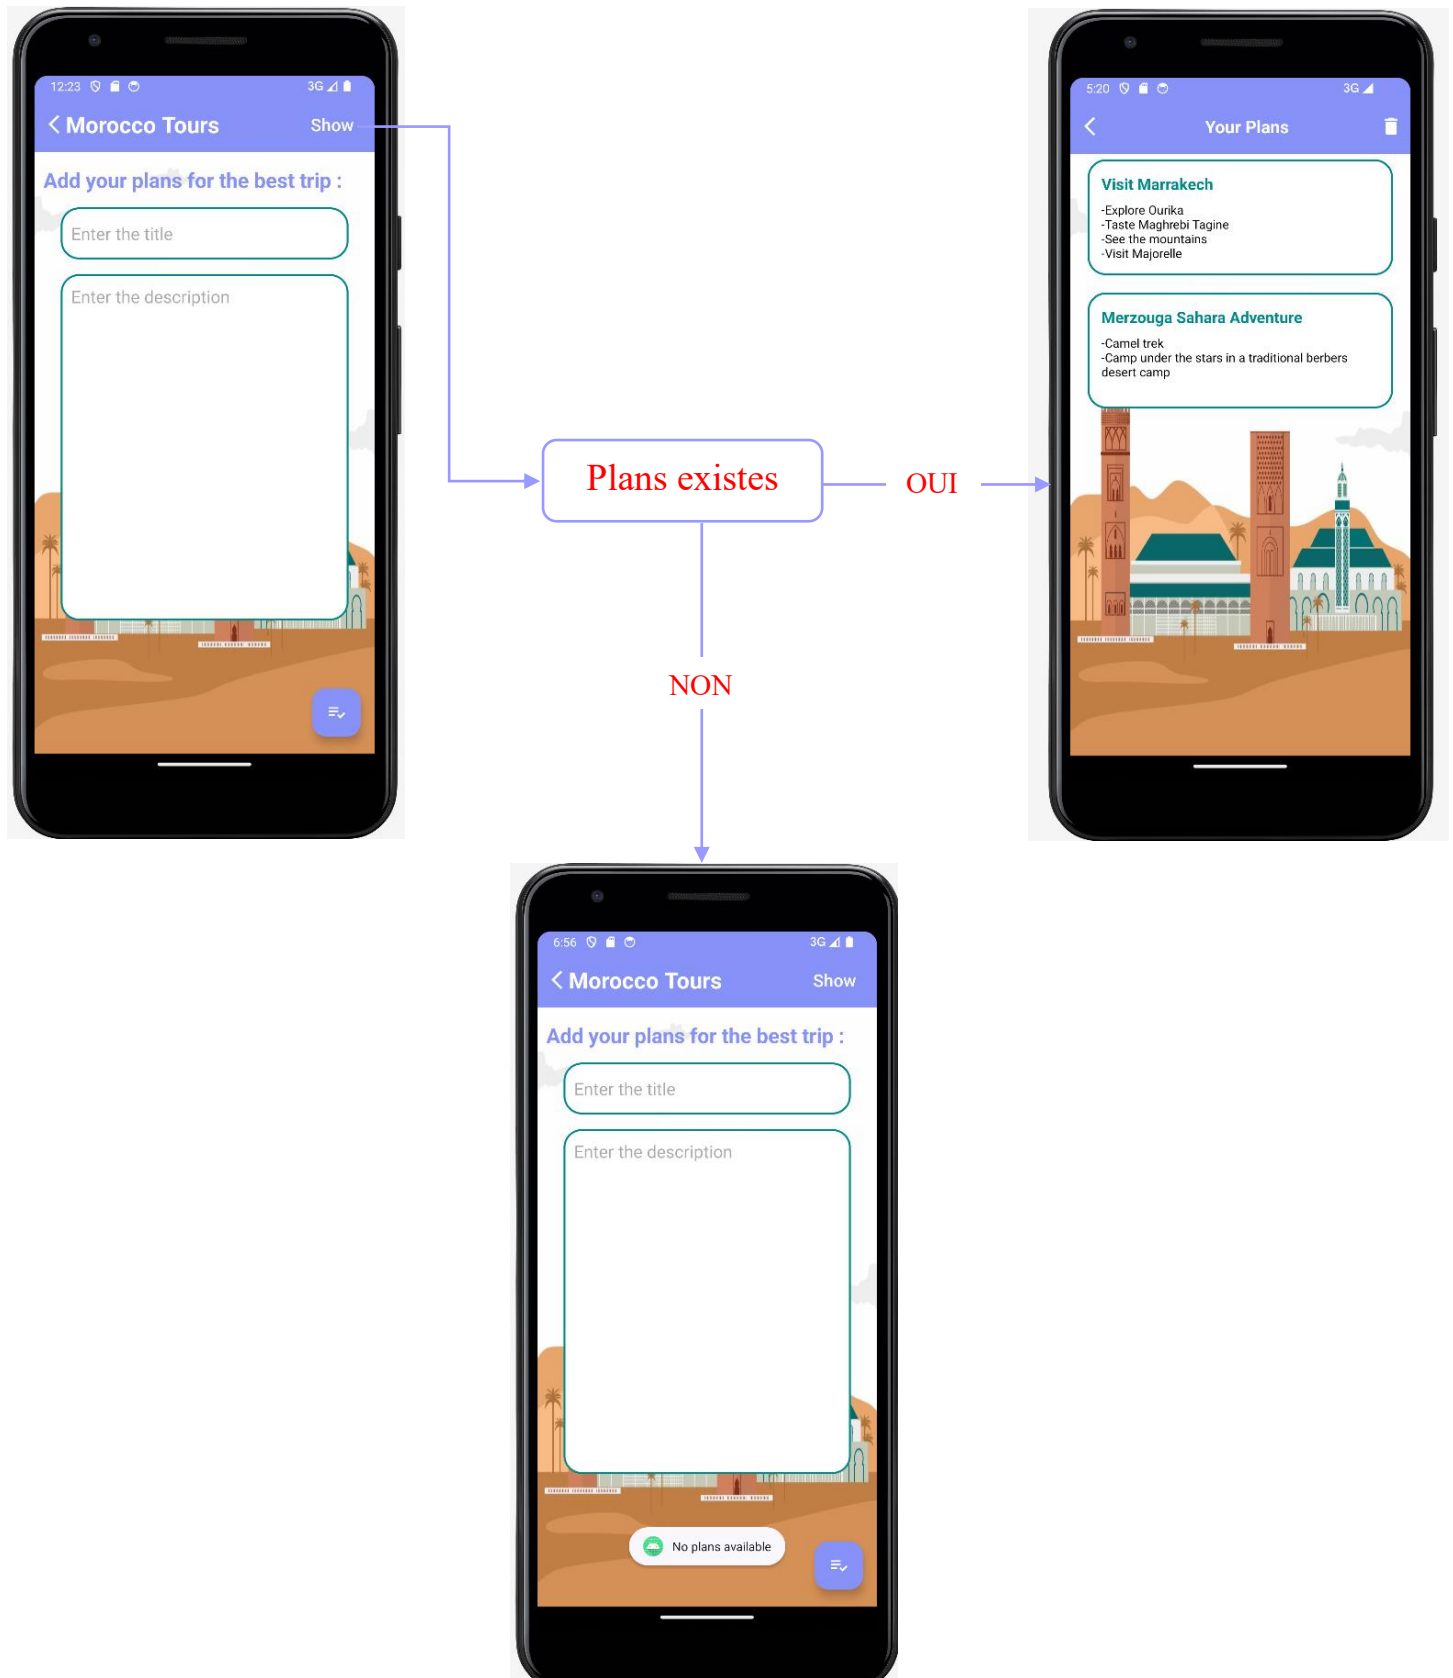 12:23 3G
Morocco Tours Show
Add your plans for the best trip :
Enter the title
Enter the description
Plans existes
OUI
NON
5:20 3G
Your Plans
Visit Marrakech
-Explore Ourika
-Taste Maghrebi Tagine
-See the mountains
-Visit Majorelle
Merzouga Sahara Adventure
-Camel trek
-Camp under the stars in a traditional berbers
desert camp
6:56 3G
Morocco Tours Show
Add your plans for the best trip :
Enter the title
Enter the description
No plans available